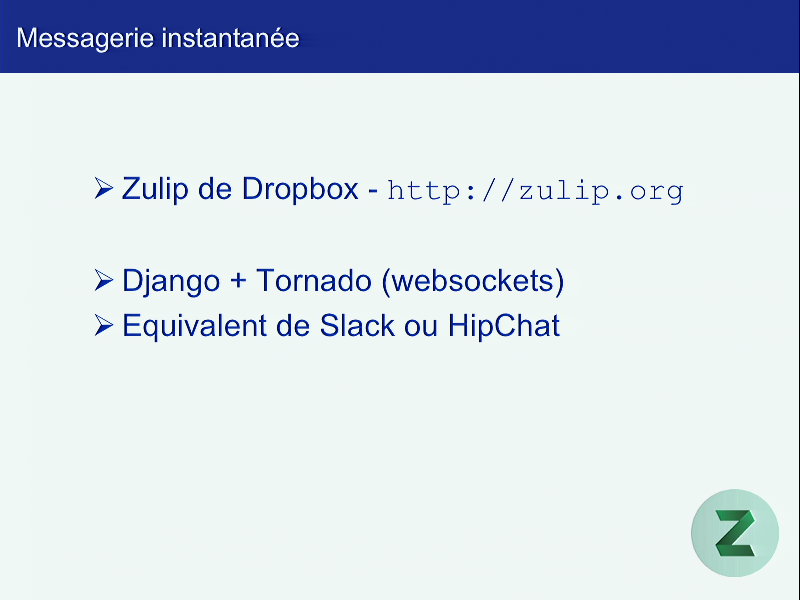 Messagerie instantanée
Zulip de Dropbox - http://zulip.org
Django + Tornado (websockets)
Equivalent de Slack ou HipChat
Z